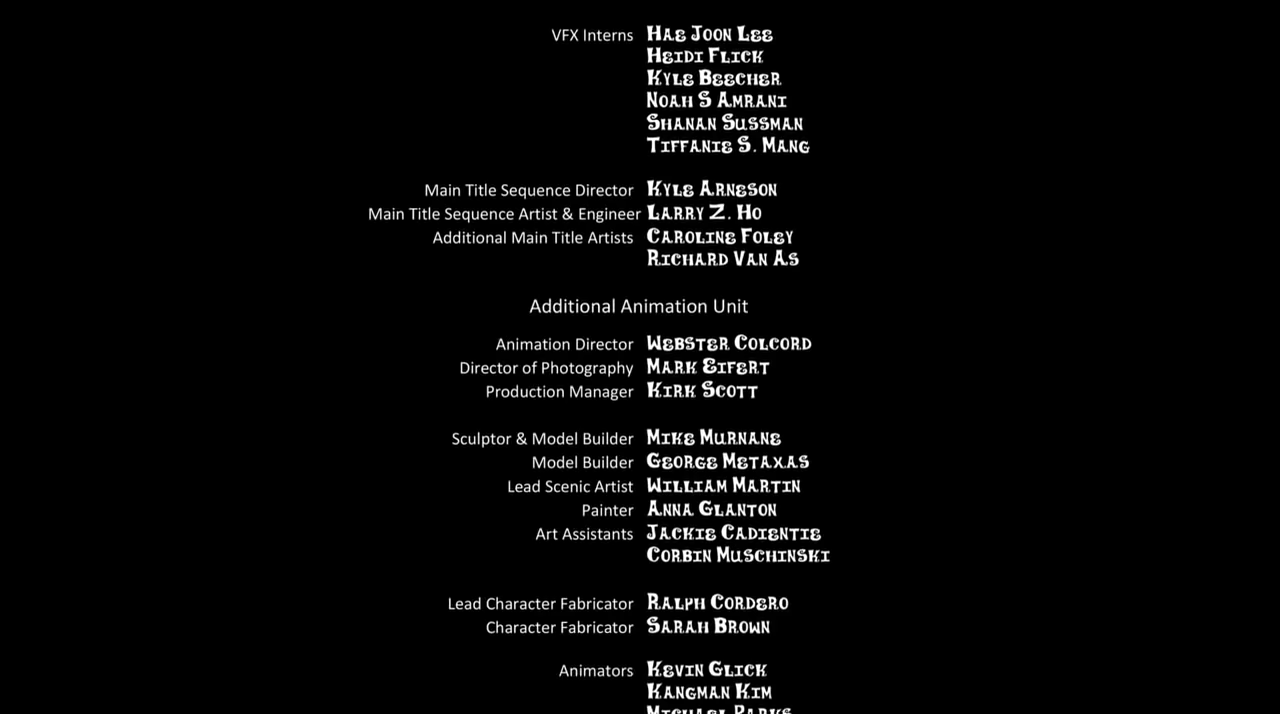 VFX Interns Hae Joon Lee
Heidi Flick
Kyle Beecher
Noah S Amrani
Shanan Sussman
Tiffanie S. Mang
Main Title Sequence Director Kyle Arneson
Main Title Sequence Artist & Engineer Larry Z. Ho
Additional Main Title Artists Caroline Foley
Richard Van As
Additional Animation Unit
Animation Director Webster Colcord
Director of Photography Mark Eifert
Production Manager Kirk Scott
Sculptor & Model Builder Mike Murnane
Model Builder George Metaxas
Lead Scenic Artist William Martin
Painter Anna Glanton
Art Assistants Jackie Cadientie
Corbin Muschinski
Lead Character Fabricator Ralph Cordero
Character Fabricator Sarah Brown
Animators Kevin Glick
Kangman Kim
Michael Parks